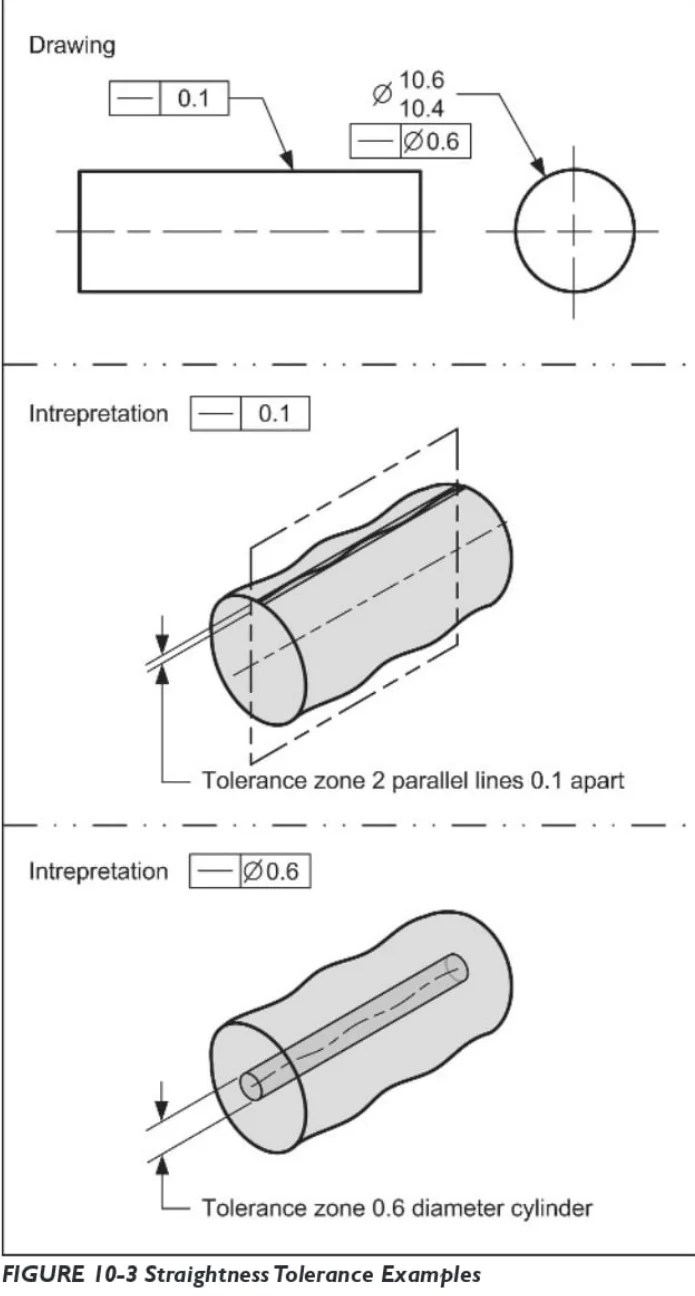 Drawing
— 0.1
Ø 10.6
10.4
— Ø0.6
Intrepretation — 0.1
Tolerance zone 2 parallel lines 0.1 apart
Intrepretation — Ø0.6
Tolerance zone 0.6 diameter cylinder
FIGURE 10-3 Straightness Tolerance Examples